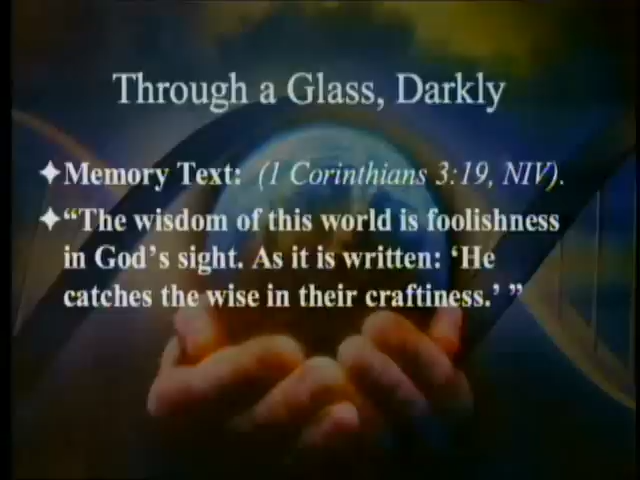 Through a Glass, Darkly
✦Memory Text: (1 Corinthians 3:19, NIV).
✦“The wisdom of this world is foolishness
in God’s sight. As it is written: ‘He
catches the wise in their craftiness.’ ”